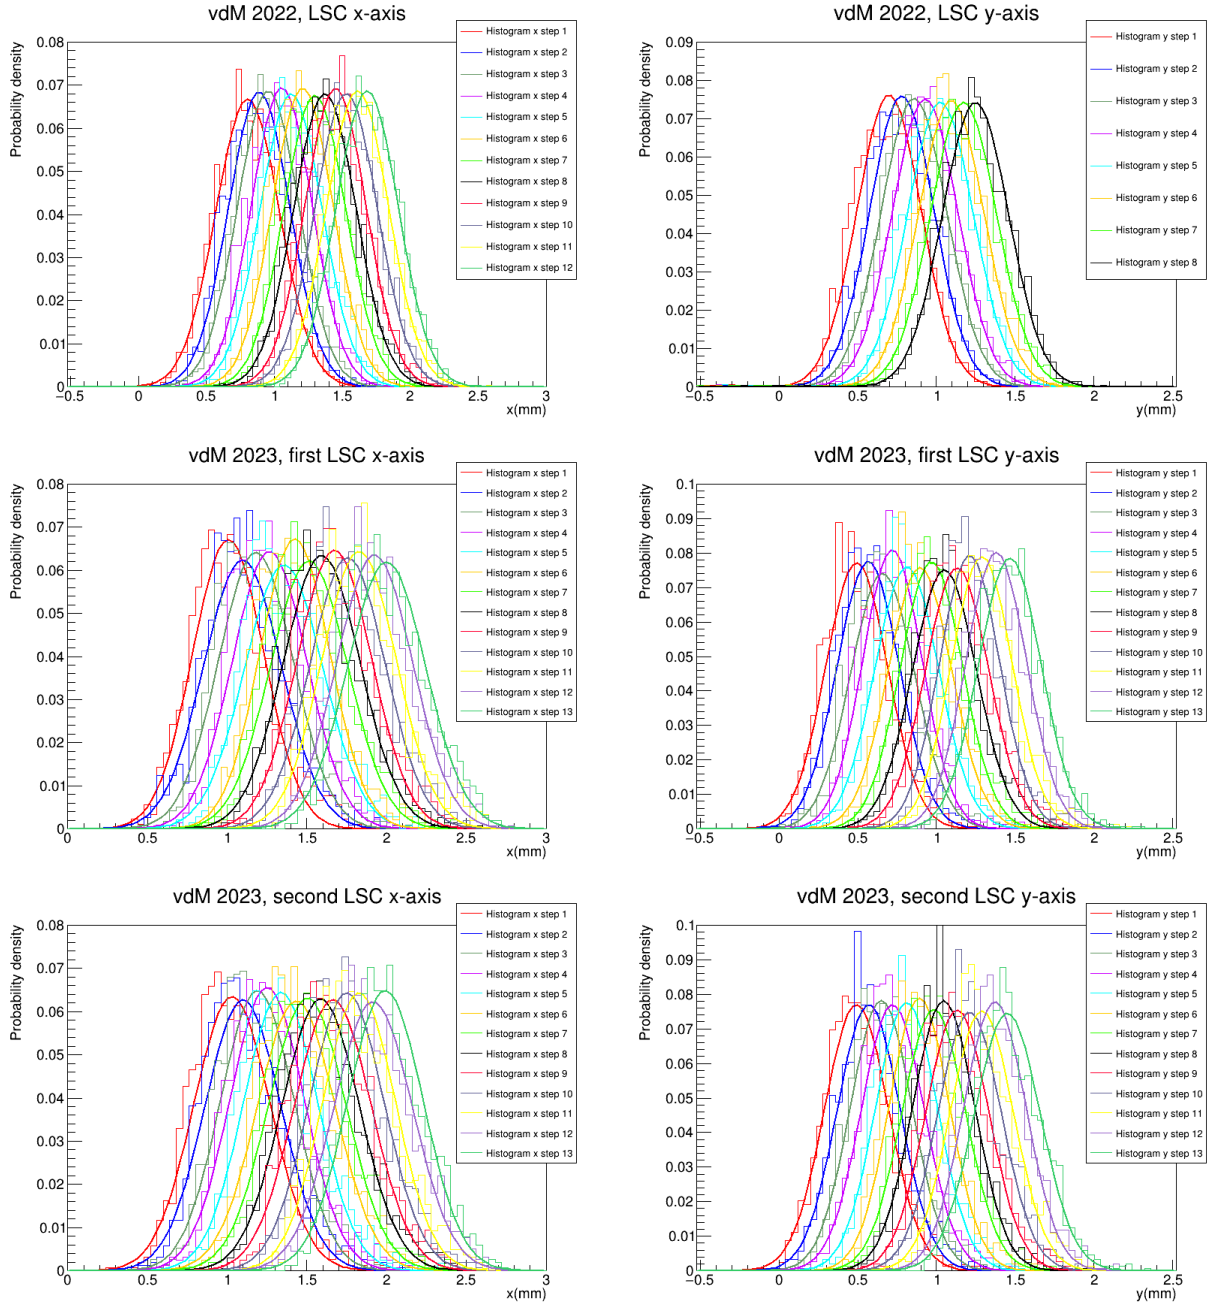 vdM 2022, LSC x-axis
Probability density
0.08
0.07
0.06
0.05
0.04
0.03
0.02
0.01
0
−0.5 0 0.5 1 1.5 2 2.5 3
x(mm)
Histogram x step 1
Histogram x step 2
Histogram x step 3
Histogram x step 4
Histogram x step 5
Histogram x step 6
Histogram x step 7
Histogram x step 8
Histogram x step 9
Histogram x step 10
Histogram x step 11
Histogram x step 12
vdM 2022, LSC y-axis
Probability density
0.09
0.08
0.07
0.06
0.05
0.04
0.03
0.02
0.01
0
−0.5 0 0.5 1 1.5 2 2.5
y(mm)
Histogram y step 1
Histogram y step 2
Histogram y step 3
Histogram y step 4
Histogram y step 5
Histogram y step 6
Histogram y step 7
Histogram y step 8
vdM 2023, first LSC x-axis
Probability density
0.08
0.07
0.06
0.05
0.04
0.03
0.02
0.01
0
0 0.5 1 1.5 2 2.5 3
x(mm)
Histogram x step 1
Histogram x step 2
Histogram x step 3
Histogram x step 4
Histogram x step 5
Histogram x step 6
Histogram x step 7
Histogram x step 8
Histogram x step 9
Histogram x step 10
Histogram x step 11
Histogram x step 12
Histogram x step 13
vdM 2023, first LSC y-axis
Probability density
0.1
0.09
0.08
0.07
0.06
0.05
0.04
0.03
0.02
0.01
0
−0.5 0 0.5 1 1.5 2 2.5
y(mm)
Histogram y step 1
Histogram y step 2
Histogram y step 3
Histogram y step 4
Histogram y step 5
Histogram y step 6
Histogram y step 7
Histogram y step 8
Histogram y step 9
Histogram y step 10
Histogram y step 11
Histogram y step 12
Histogram y step 13
vdM 2023, second LSC x-axis
Probability density
0.08
0.07
0.06
0.05
0.04
0.03
0.02
0.01
0
0 0.5 1 1.5 2 2.5 3
x(mm)
Histogram x step 1
Histogram x step 2
Histogram x step 3
Histogram x step 4
Histogram x step 5
Histogram x step 6
Histogram x step 7
Histogram x step 8
Histogram x step 9
Histogram x step 10
Histogram x step 11
Histogram x step 12
Histogram x step 13
vdM 2023, second LSC y-axis
Probability density
0.1
0.09
0.08
0.07
0.06
0.05
0.04
0.03
0.02
0.01
0
−0.5 0 0.5 1 1.5 2 2.5
y(mm)
Histogram y step 1
Histogram y step 2
Histogram y step 3
Histogram y step 4
Histogram y step 5
Histogram y step 6
Histogram y step 7
Histogram y step 8
Histogram y step 9
Histogram y step 10
Histogram y step 11
Histogram y step 12
Histogram y step 13